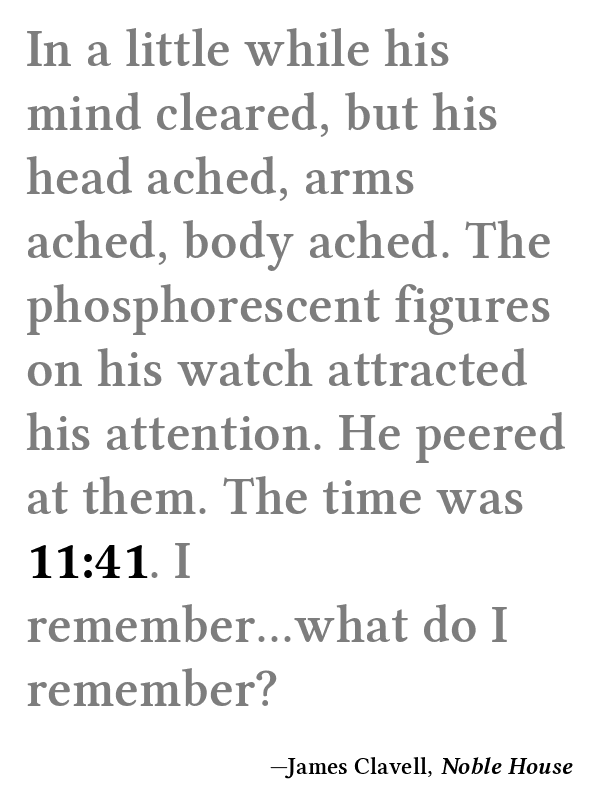 In a little while his
mind cleared, but his
head ached, arms
ached, body ached. The
phosphorescent figures
on his watch attracted
his attention. He peered
at them. The time was
11:41. I
remember...what do I
remember?
—James Clavell, Noble House